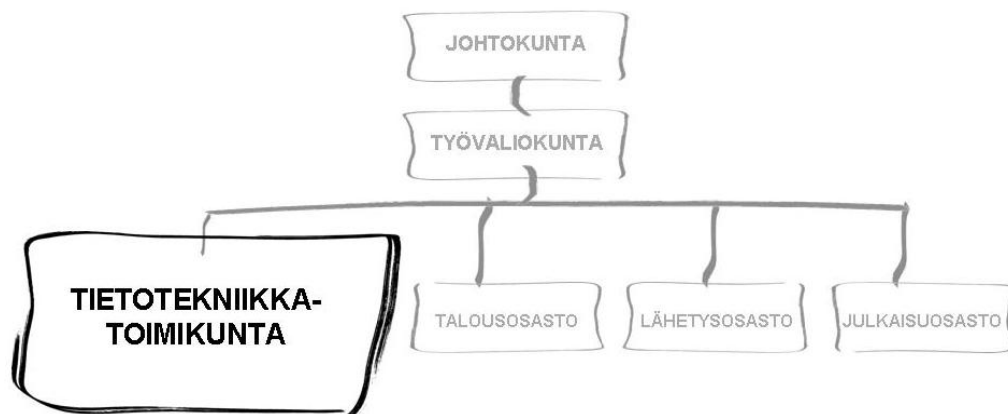 JOHTOKUNTA
TYÖVALIOKUNTA
TIETOTEKNIIKKA-
TOIMIKUNTA
TALOUSOSASTO
LÄHETYSOSASTO
JULKAISUOSASTO